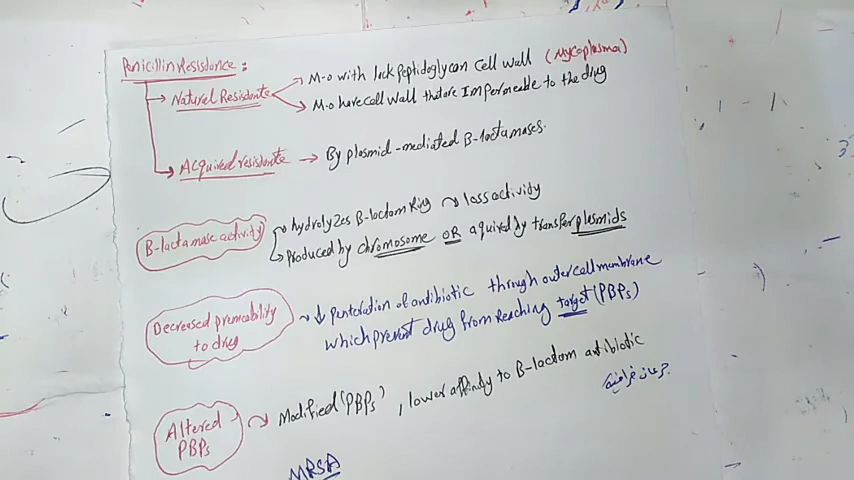 Penicillin Resistance :
Natural Resistante
M-o with lack peptidoglycan cell wall (Mycoplasma)
M-o have cell wall that are Impermeable to the drug
Acquired resistante → By plasmid-mediated B-lactamases.
B-lactamase activity
hydrolyzes B-lactam Ring ~ loss activity
Produced by chromosome OR aquired by transfer plasmids
Decreased premeability to drug
↓ Penteration of antibiotic through outer cell membrane
which prevent drug from Reaching target (PBPs)
Altered PBPs
Modified (PBPs), lower affindy to B-lactam antibiotic
MRSA